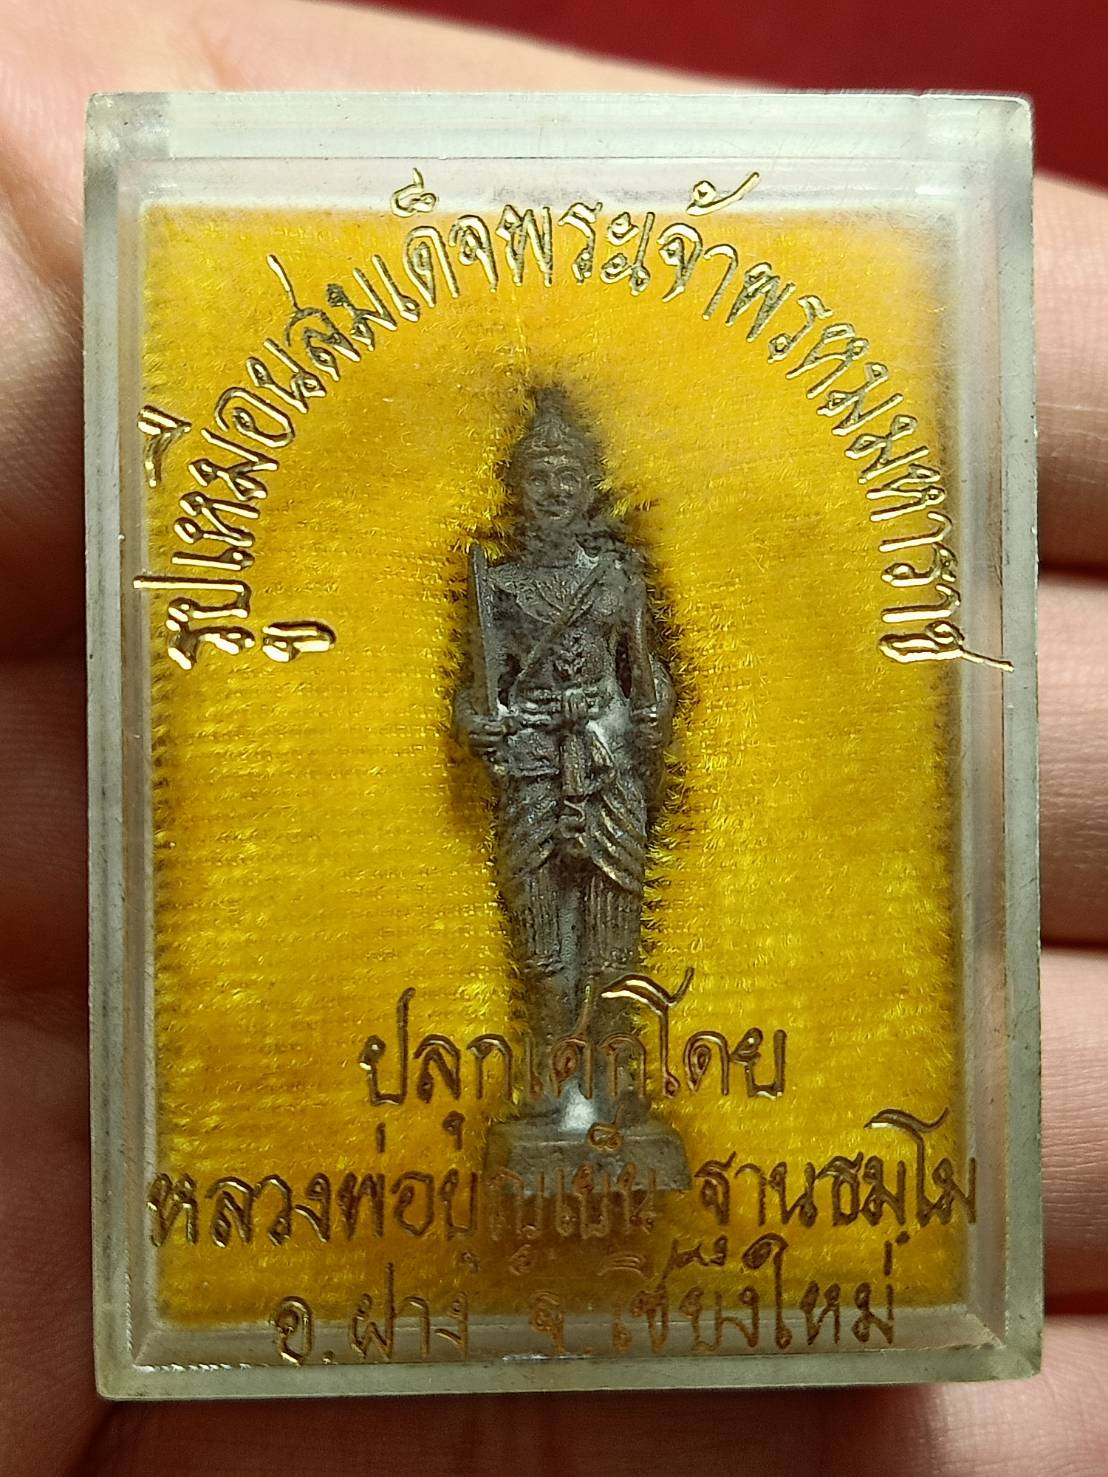 รูปเหมือนสมเด็จพระเจ้าพรหมมหาราช
ปลุกเสกโดย
หลวงพ่อบุญเย็น ฐานธมฺโม
อ.ฝาง จ.เชียงใหม่